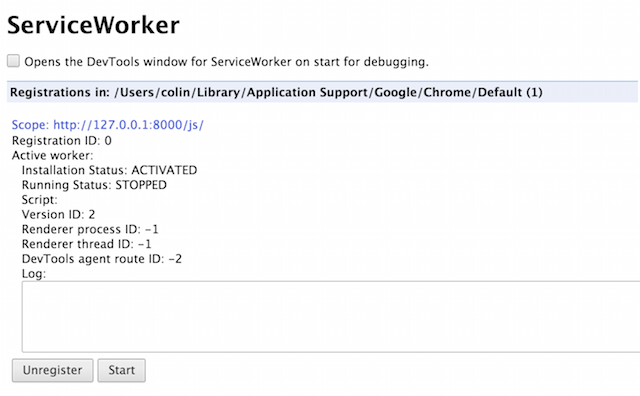 ServiceWorker
Opens the DevTools window for ServiceWorker on start for debugging.
Registrations in: /Users/colin/Library/Application Support/Google/Chrome/Default (1)
Scope: http://127.0.0.1:8000/js/
Registration ID: 0
Active worker:
Installation Status: ACTIVATED
Running Status: STOPPED
Script:
Version ID: 2
Renderer process ID: -1
Renderer thread ID: -1
DevTools agent route ID: -2
Log:
Unregister Start